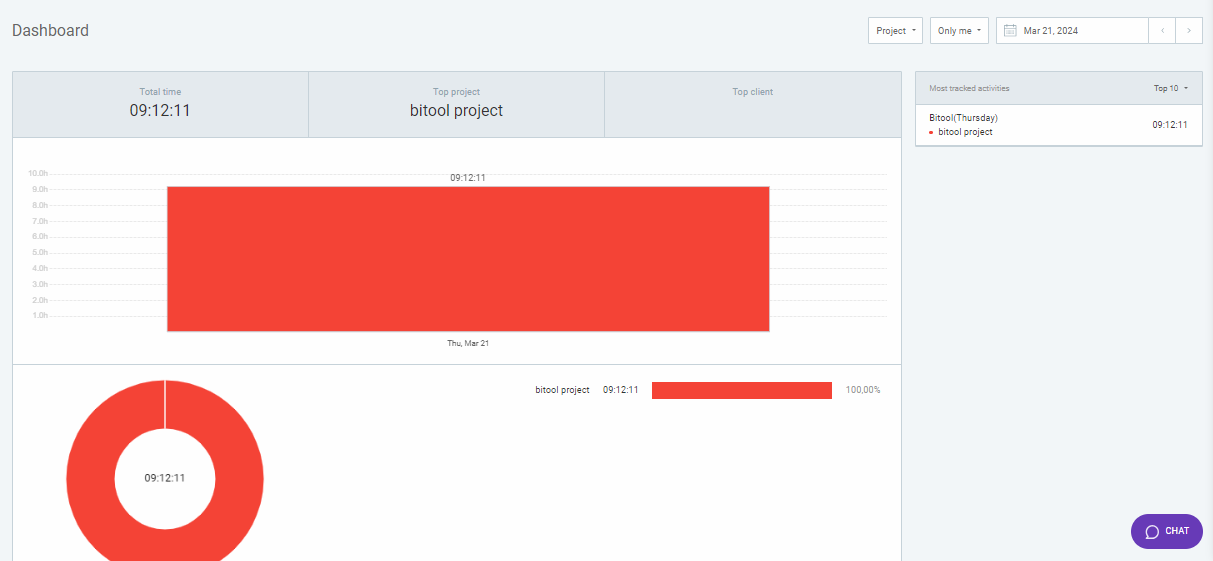 Dashboard
Project
Only me
Mar 21, 2024
Total time
09:12:11
Top project
bitool project
Top client
Most tracked activities
Top 10
Bitool(Thursday)
bitool project
09:12:11
09:12:11
10.0h
9.0h
8.0h
7.0h
6.0h
5.0h
4.0h
3.0h
2.0h
1.0h
Thu, Mar 21
bitool project 09:12:11 100,00%
09:12:11
CHAT